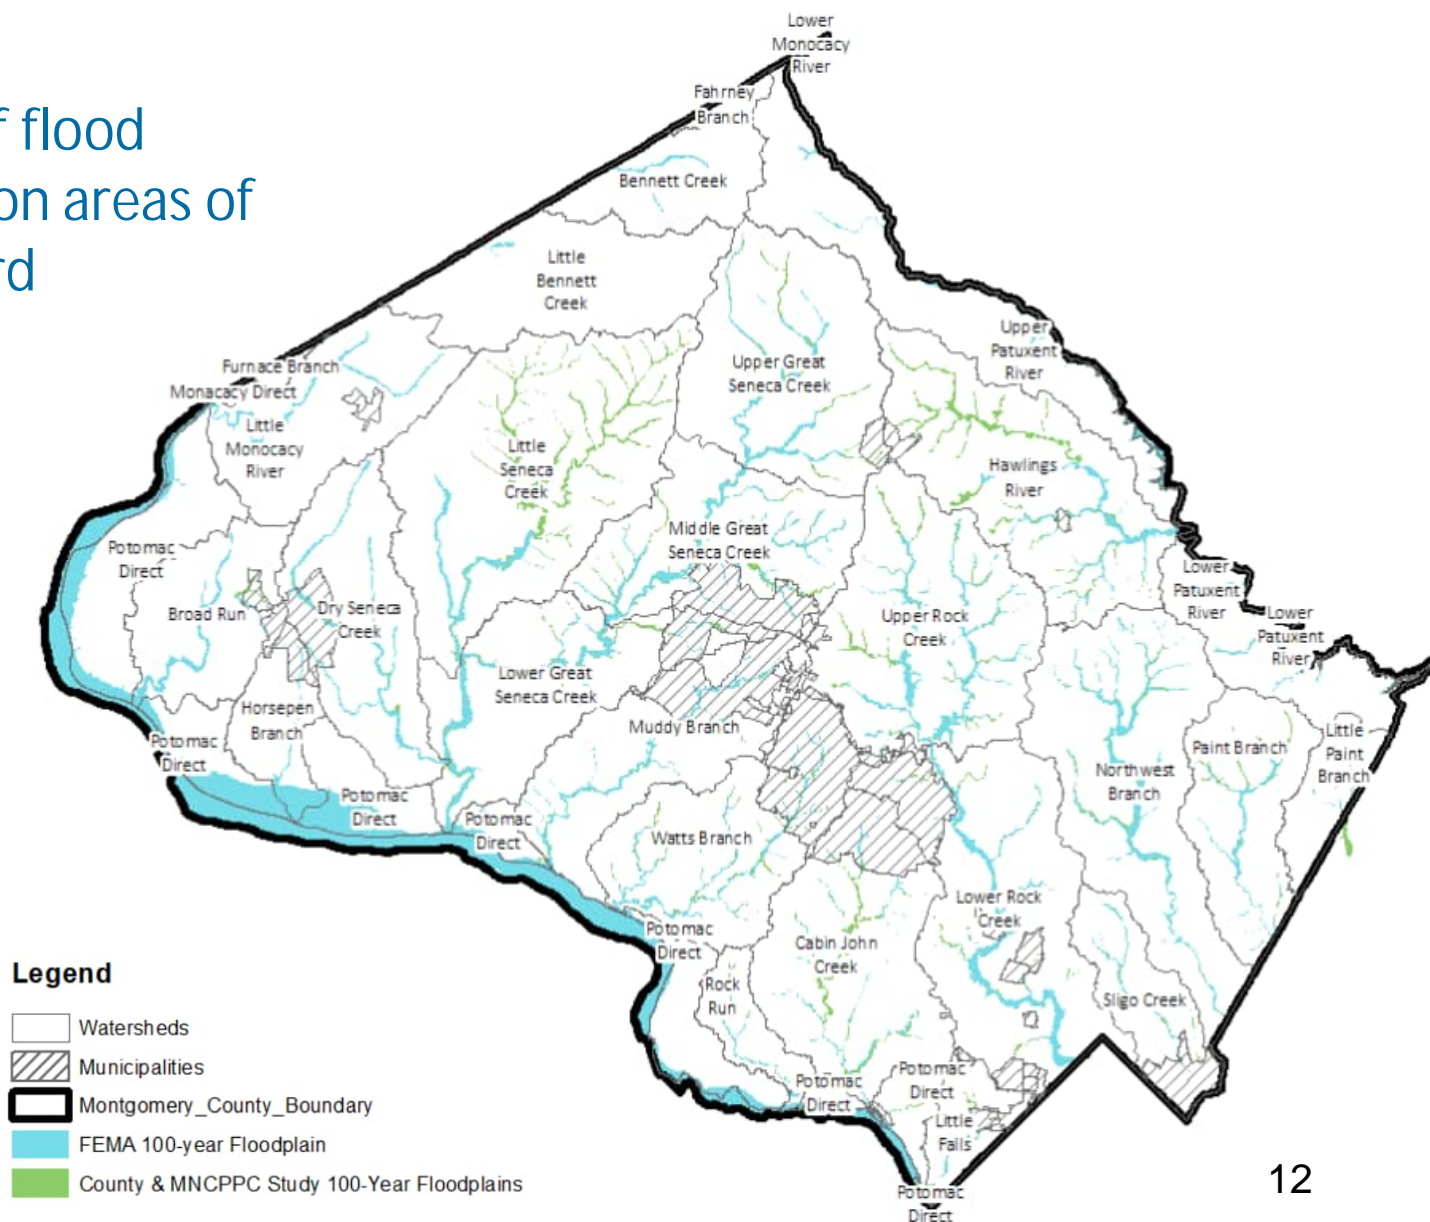 f flood
on areas of
rd
Lower
Monocacy
River
Fahrney
Branch
Bennett Creek
Little
Bennett
Creek
Upper
Patuxent
River
Upper Great
Seneca Creek
Furnace Branch
Monacacy Direct
Little
Monocacy
River
Little
Seneca
Creek
Hawlings
River
Middle Great
Seneca Creek
Potomac
Direct
Broad Run
Dry Seneca
Creek
Upper Rock
Creek
Lower
Patuxent
River
Lower
Patuxent
River
Lower Great
Seneca Creek
Horsepen
Branch
Muddy Branch
Potomac
Direct
Northwest
Branch
Paint Branch
Little
Paint
Branch
Potomac
Direct
Potomac
Direct
Watts Branch
Lower Rock
Creek
Potomac
Direct
Cabin John
Creek
Rock
Run
Sligo Creek
Potomac
Direct
Potomac
Direct
Little
Falls
Potomac
Direct
Legend
Watersheds
Municipalities
Montgomery_County_Boundary
FEMA 100-year Floodplain
County & MNCPPC Study 100-Year Floodplains
12